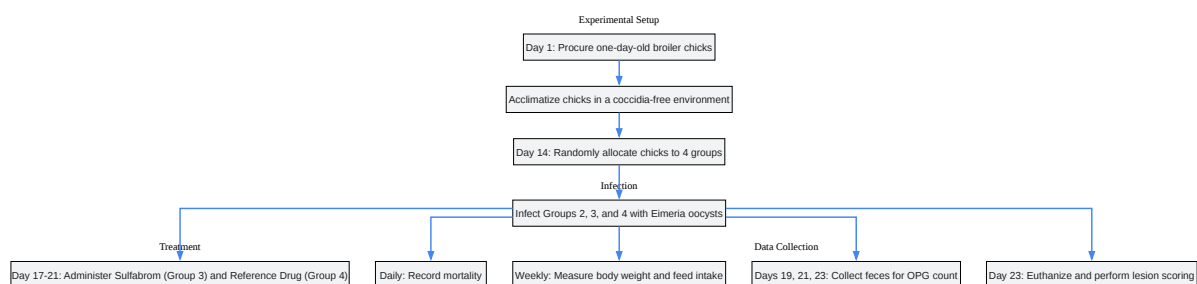 Experimental Setup
Day 1: Procure one-day-old broiler chicks
Acclimatize chicks in a coccidia-free environment
Day 14: Randomly allocate chicks to 4 groups
Infection
Infect Groups 2, 3, and 4 with Eimeria oocysts
Treatment
Data Collection
Day 17-21: Administer Sulfabrom (Group 3) and Reference Drug (Group 4)
Daily: Record mortality
Weekly: Measure body weight and feed intake
Days 19, 21, 23: Collect feces for OPG count
Day 23: Euthanize and perform lesion scoring